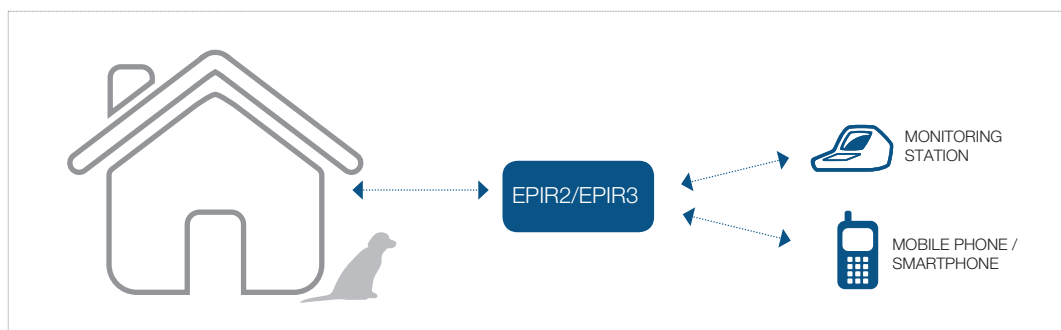 EPIR2/EPIR3
MONITORING
STATION
MOBILE PHONE /
SMARTPHONE